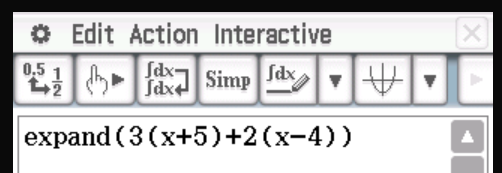 Edit Action Interactive
0.5 1 2 ∫dx ∫dx Simp ∫dx
expand(3(x+5)+2(x−4))